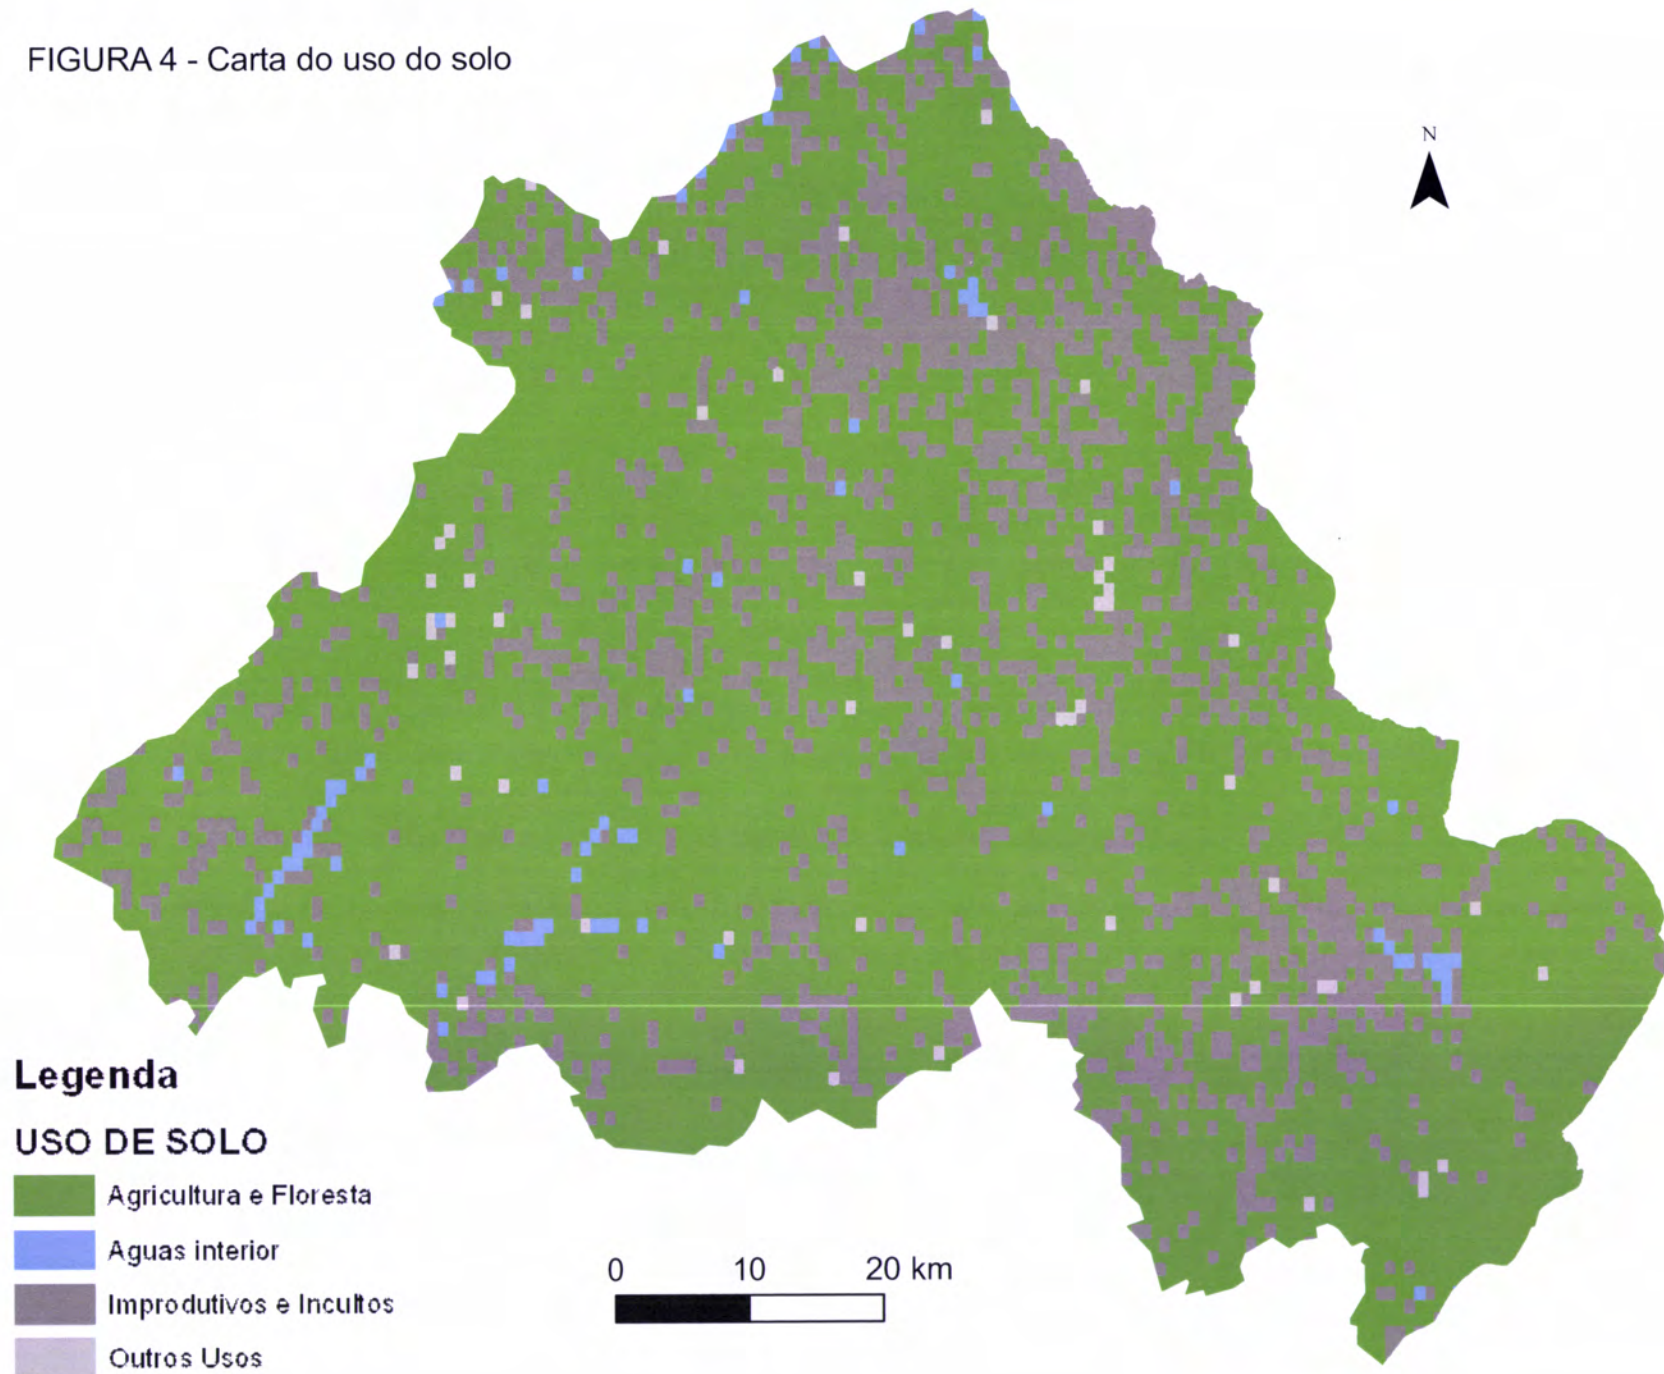 FIGURA 4 - Carta do uso do solo
N
Legenda
USO DE SOLO
Agricultura e Floresta
Aguas interior
Improdutivos e Incultos
Outros Usos
0 10 20 km